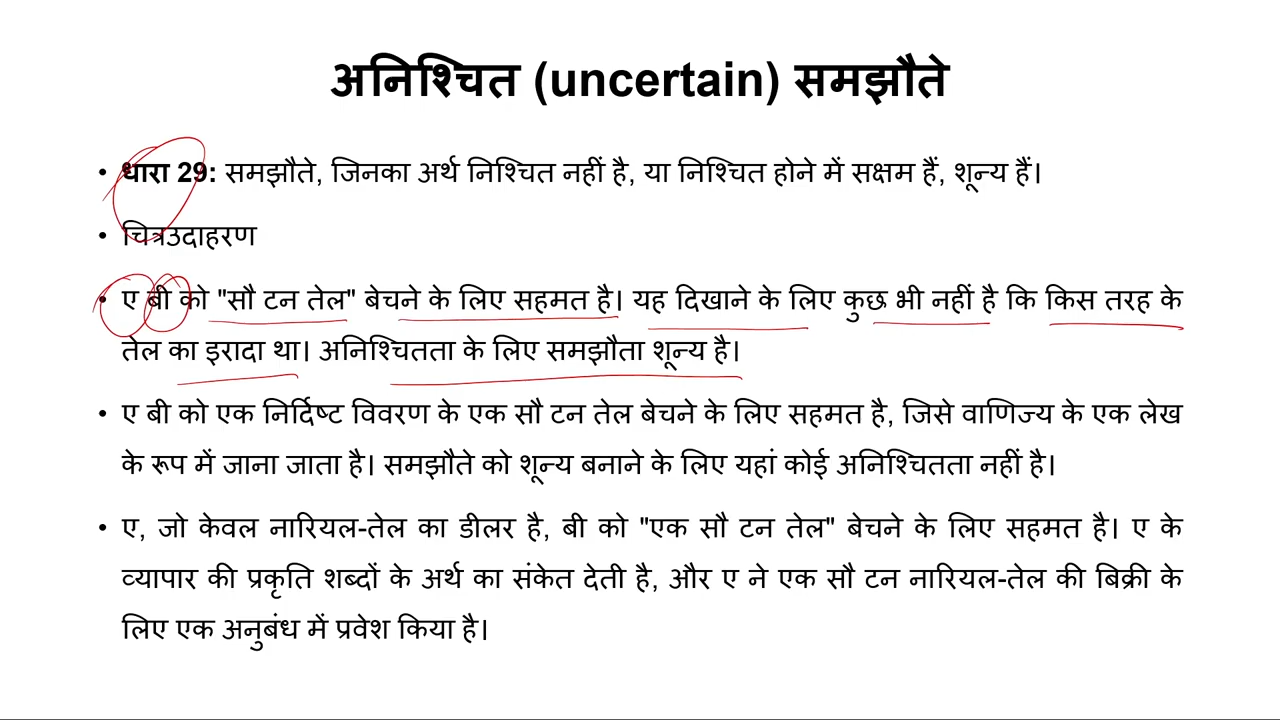 अनिश्चित (uncertain) समझौते
• धारा 29: समझौते, जिनका अर्थ निश्चित नहीं है, या निश्चित होने में सक्षम हैं, शून्य हैं।
• चित्रउदाहरण
• ए बी को "सौ टन तेल" बेचने के लिए सहमत है। यह दिखाने के लिए कुछ भी नहीं है कि किस तरह के
तेल का इरादा था। अनिश्चितता के लिए समझौता शून्य है।
• ए बी को एक निर्दिष्ट विवरण के एक सौ टन तेल बेचने के लिए सहमत है, जिसे वाणिज्य के एक लेख
के रूप में जाना जाता है। समझौते को शून्य बनाने के लिए यहां कोई अनिश्चितता नहीं है।
• ए, जो केवल नारियल-तेल का डीलर है, बी को "एक सौ टन तेल" बेचने के लिए सहमत है। ए के
व्यापार की प्रकृति शब्दों के अर्थ का संकेत देती है, और ए ने एक सौ टन नारियल-तेल की बिक्री के
लिए एक अनुबंध में प्रवेश किया है।